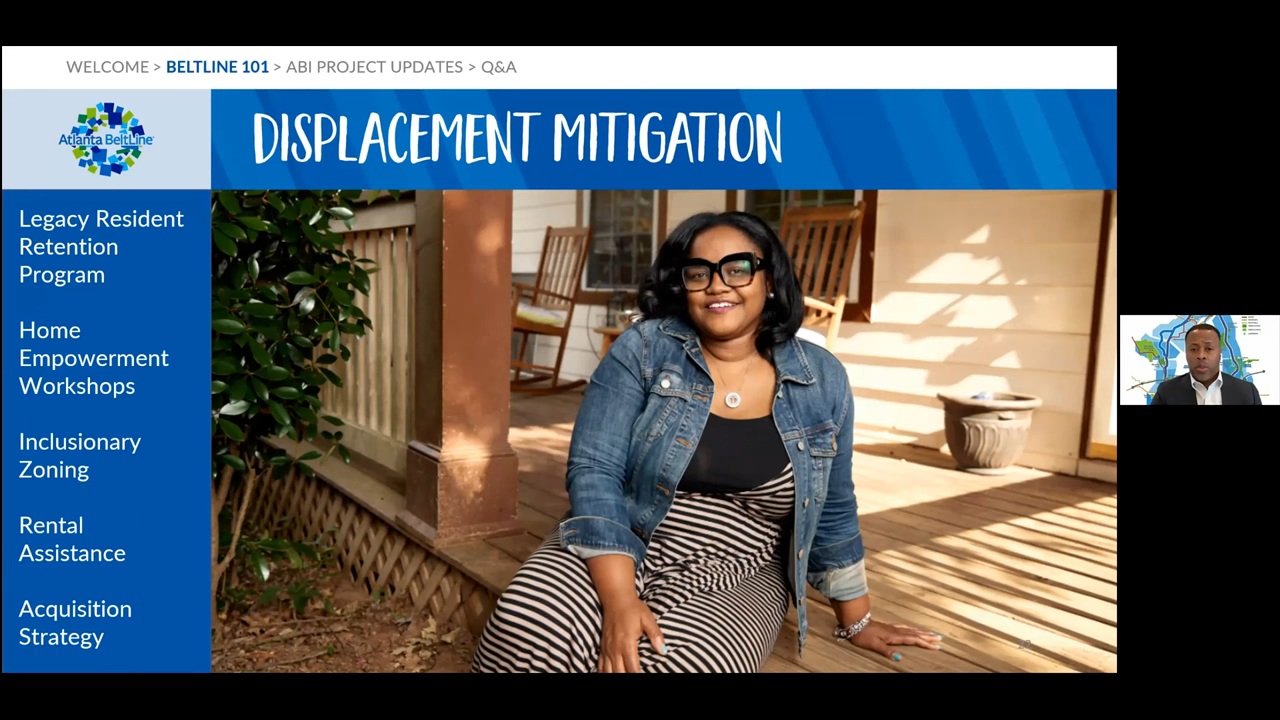 WELCOME > BELTLINE 101 > ABI PROJECT UPDATES > Q&A
Atlanta BeltLine
DISPLACEMENT MITIGATION
Legacy Resident
Retention
Program
Home
Empowerment
Workshops
Inclusionary
Zoning
Rental
Assistance
Acquisition
Strategy